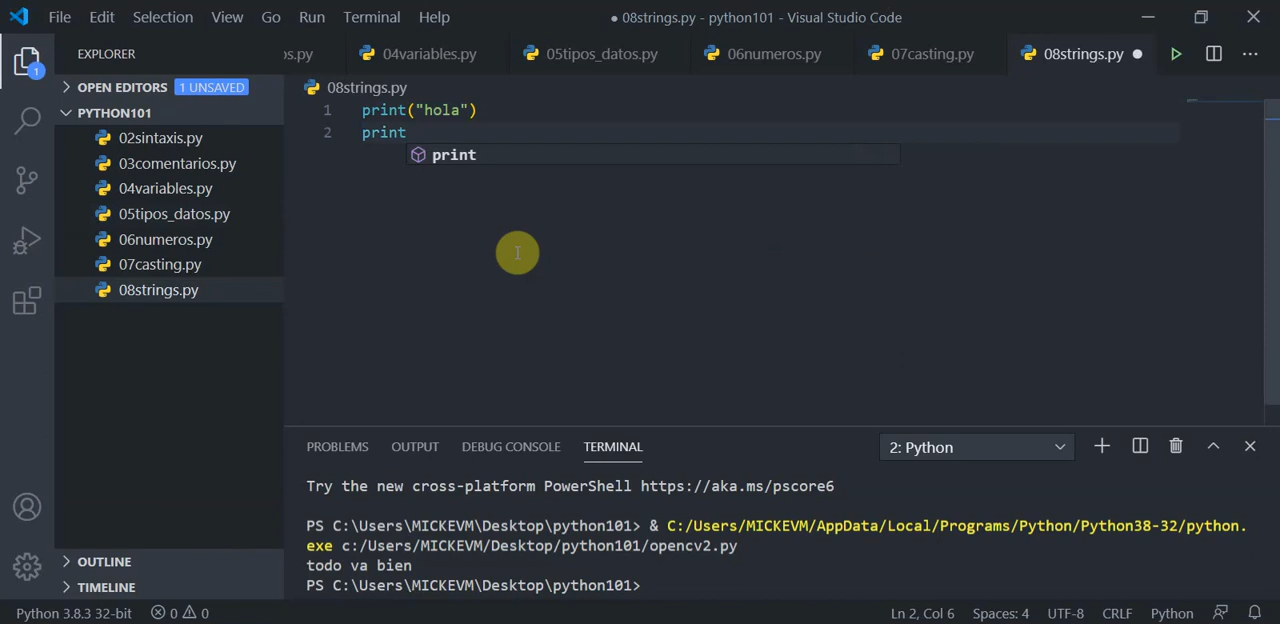 File Edit Selection View Go Run Terminal Help ● 08strings.py - python101 - Visual Studio Code
EXPLORER
os.py 04variables.py 05tipos_datos.py 06numeros.py 07casting.py 08strings.py
OPEN EDITORS 1 UNSAVED
08strings.py
PYTHON101
02sintaxis.py
03comentarios.py
04variables.py
05tipos_datos.py
06numeros.py
07casting.py
08strings.py
1 print("hola")
2 print
print
1
PROBLEMS OUTPUT DEBUG CONSOLE TERMINAL 2: Python
Try the new cross-platform PowerShell https://aka.ms/pscore6
PS C:\Users\MICKEVM\Desktop\python101> & C:/Users/MICKEVM/AppData/Local/Programs/Python/Python38-32/python.
exe c:/Users/MICKEVM/Desktop/python101/opencv2.py
todo va bien
PS C:\Users\MICKEVM\Desktop\python101>
OUTLINE
TIMELINE
Python 3.8.3 32-bit 0 0 Ln 2, Col 6 Spaces: 4 UTF-8 CRLF Python